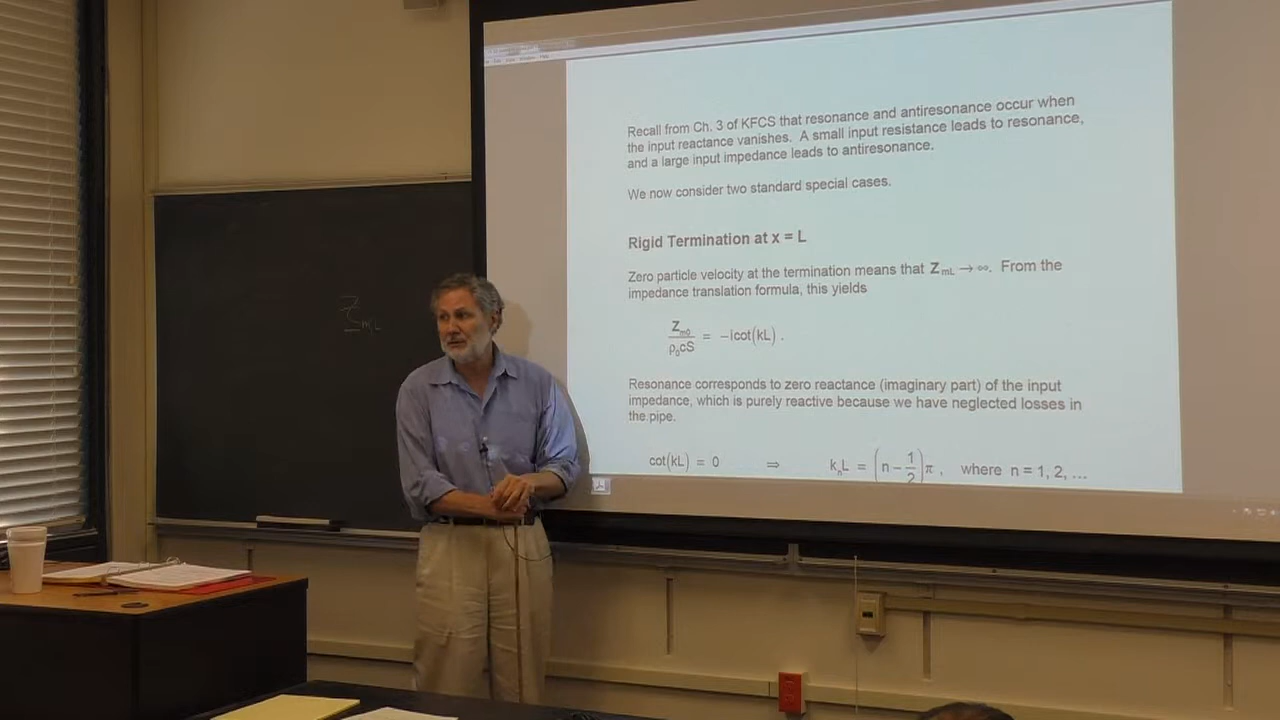 Recall from Ch. 3 of KFCS that resonance and antiresonance occur when
the input reactance vanishes. A small input resistance leads to resonance,
and a large input impedance leads to antiresonance.
We now consider two standard special cases.
Rigid Termination at x = L
Zero particle velocity at the termination means that Z_mL → ∞. From the
impedance translation formula, this yields
Z_m0 / ρ₀cS = −icot(kL) .
Z_mL
Resonance corresponds to zero reactance (imaginary part) of the input
impedance, which is purely reactive because we have neglected losses in
the pipe.
cot(kL) = 0 ⇒ k_nL = (n − 1/2)π , where n = 1, 2, ...